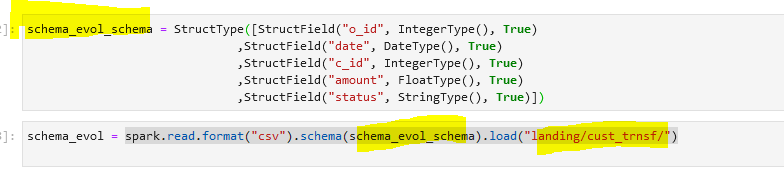 ]: schema_evol_schema = StructType([StructField("o_id", IntegerType(), True)
,StructField("date", DateType(), True)
,StructField("c_id", IntegerType(), True)
,StructField("amount", FloatType(), True)
,StructField("status", StringType(), True)])
]: schema_evol = spark.read.format("csv").schema(schema_evol_schema).load("landing/cust_trnsf/")